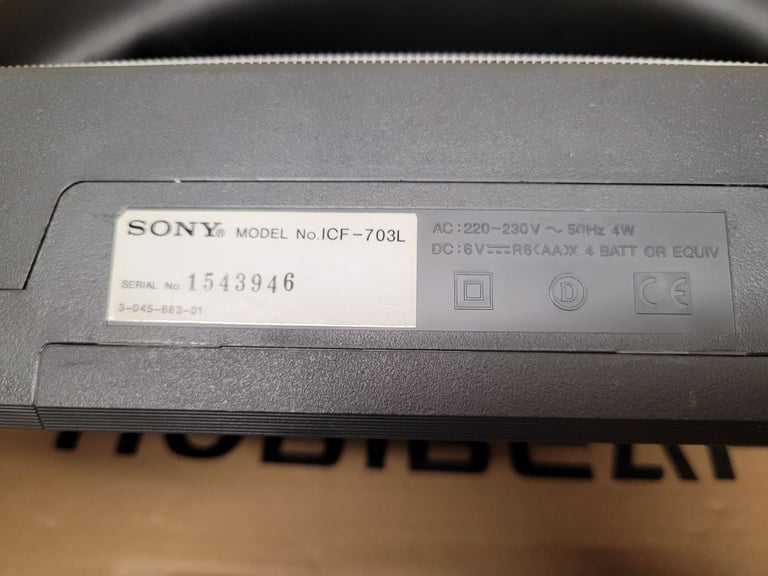 SONY® MODEL No.ICF-703L
SERIAL No. 1543946
3-045-683-01
AC:220-230V ~ 50Hz 4W
DC:6V⎓R6(AA)X 4 BATT OR EQUIV
D
CE